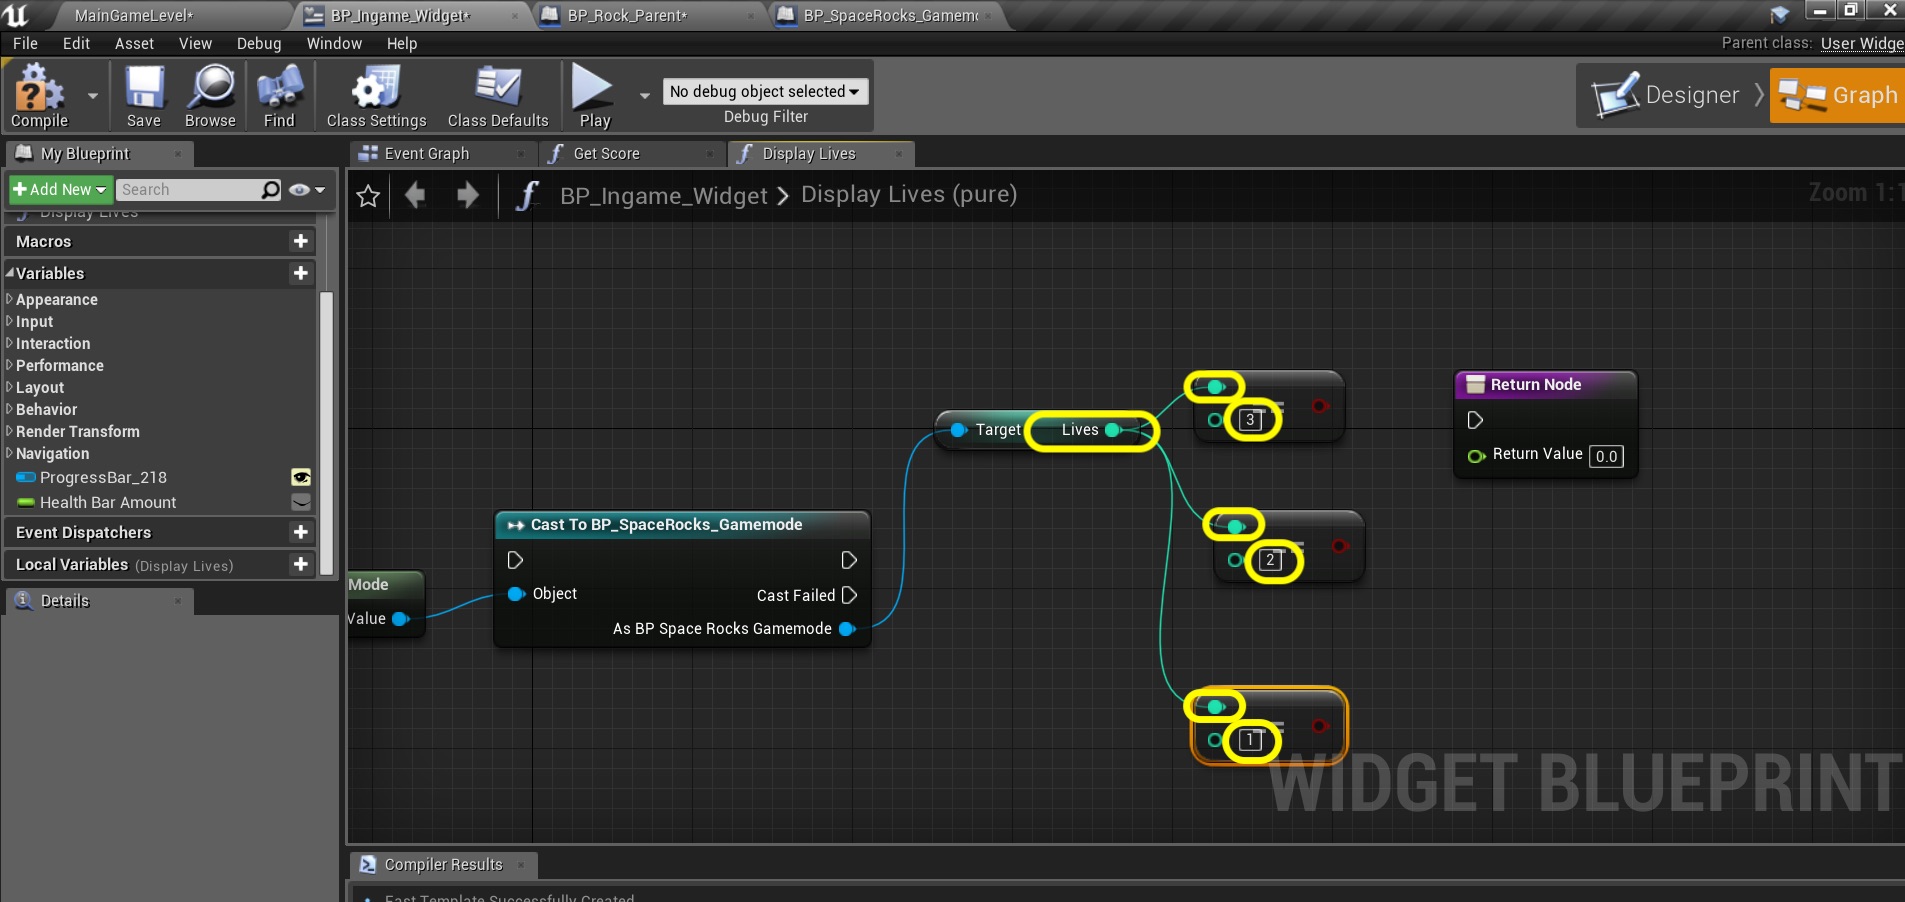 MainGameLevel*
BP_Ingame_Widget*
BP_Rock_Parent*
BP_SpaceRocks_Gamem
File Edit Asset View Debug Window Help
Parent class: User Widge
Compile
Save
Browse
Find
Class Settings
Class Defaults
Play
No debug object selected
Debug Filter
Designer
Graph
My Blueprint
Event Graph
Get Score
Display Lives
Add New
Search
BP_Ingame_Widget > Display Lives (pure)
Zoom 1:1
Display Lives
Macros
Variables
Appearance
Input
Interaction
Performance
Layout
Behavior
Render Transform
Navigation
ProgressBar_218
Health Bar Amount
Event Dispatchers
Local Variables (Display Lives)
Details
Mode
Value
Cast To BP_SpaceRocks_Gamemode
Object
Cast Failed
As BP Space Rocks Gamemode
Target
Lives
==
3
==
2
==
1
Return Node
Return Value 0.0
WIDGET BLUEPRINT
Compiler Results
Fast Template Successfully Created